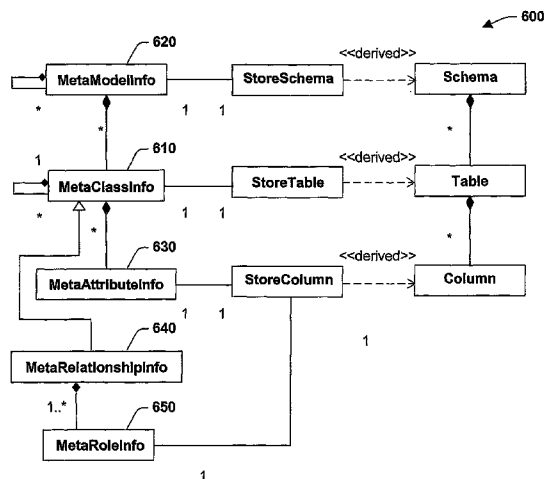 600
620
<<derived>>
MetaModelInfo
StoreSchema
Schema
*
1
1
*
*
1
610
<<derived>>
MetaClassInfo
StoreTable
Table
*
1
1
*
*
630
<<derived>>
MetaAttributeInfo
StoreColumn
Column
1
1
640
1
MetaRelationshipInfo
1..*
650
MetaRoleInfo
1